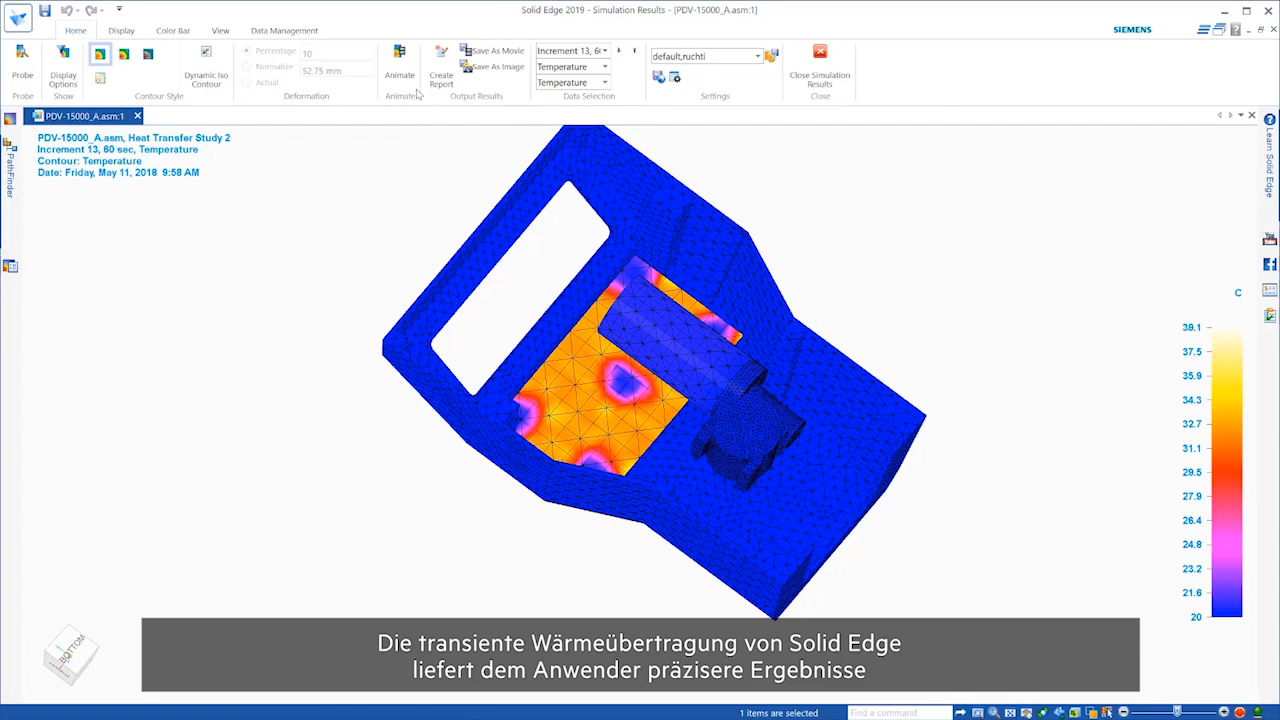 Solid Edge 2019 - Simulation Results - [PDV-15000_A.asm:1]
Home Display Color Bar View Data Management
SIEMENS
Probe
Probe
Display
Options
Show
Contour Style
Dynamic Iso
Contour
Percentage 10
Normalize 52.75 mm
Actual
Deformation
Animate
Animate
Create
Report
Save As Movie
Save As Image
Output Results
Increment 13, 6
Temperature
Temperature
Data Selection
default,ruchti
Settings
Close Simulation
Results
Close
PDV-15000_A.asm:1
PathFinder
Learn Solid Edge
PDV-15000_A.asm, Heat Transfer Study 2
Increment 13, 60 sec, Temperature
Contour: Temperature
Date: Friday, May 11, 2018 9:58 AM
C
39.1
37.5
35.9
34.3
32.7
31.1
29.5
27.9
26.4
24.8
23.2
21.6
20
BOTTOM
Die transiente Wärmeübertragung von Solid Edge
liefert dem Anwender präzisere Ergebnisse
1 items are selected
Find a command